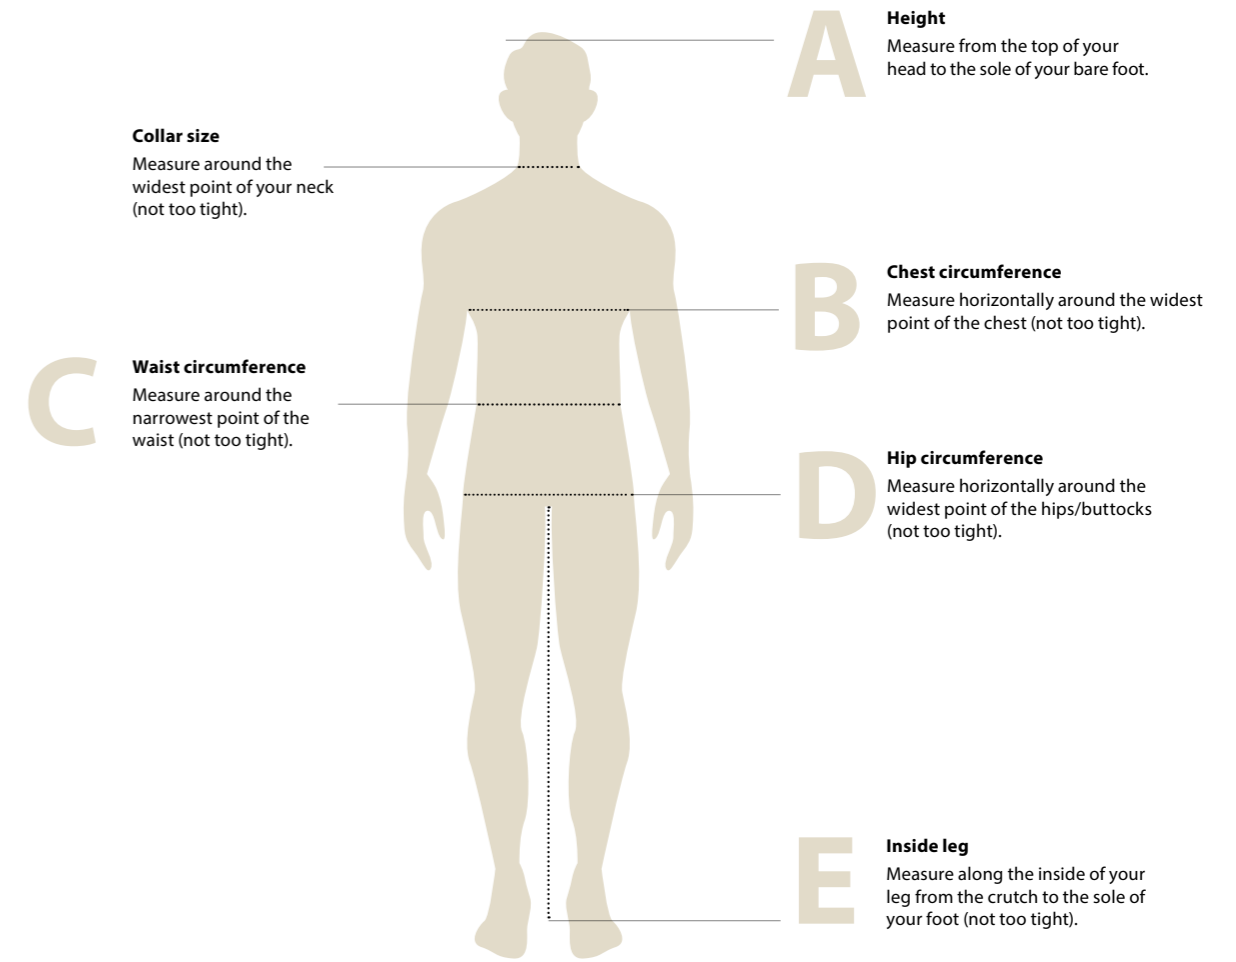 A
Height
Measure from the top of your
head to the sole of your bare foot.
Collar size
Measure around the
widest point of your neck
(not too tight).
B
Chest circumference
Measure horizontally around the widest
point of the chest (not too tight).
C
Waist circumference
Measure around the
narrowest point of the
waist (not too tight).
D
Hip circumference
Measure horizontally around the
widest point of the hips/buttocks
(not too tight).
E
Inside leg
Measure along the inside of your
leg from the crutch to the sole of
your foot (not too tight).